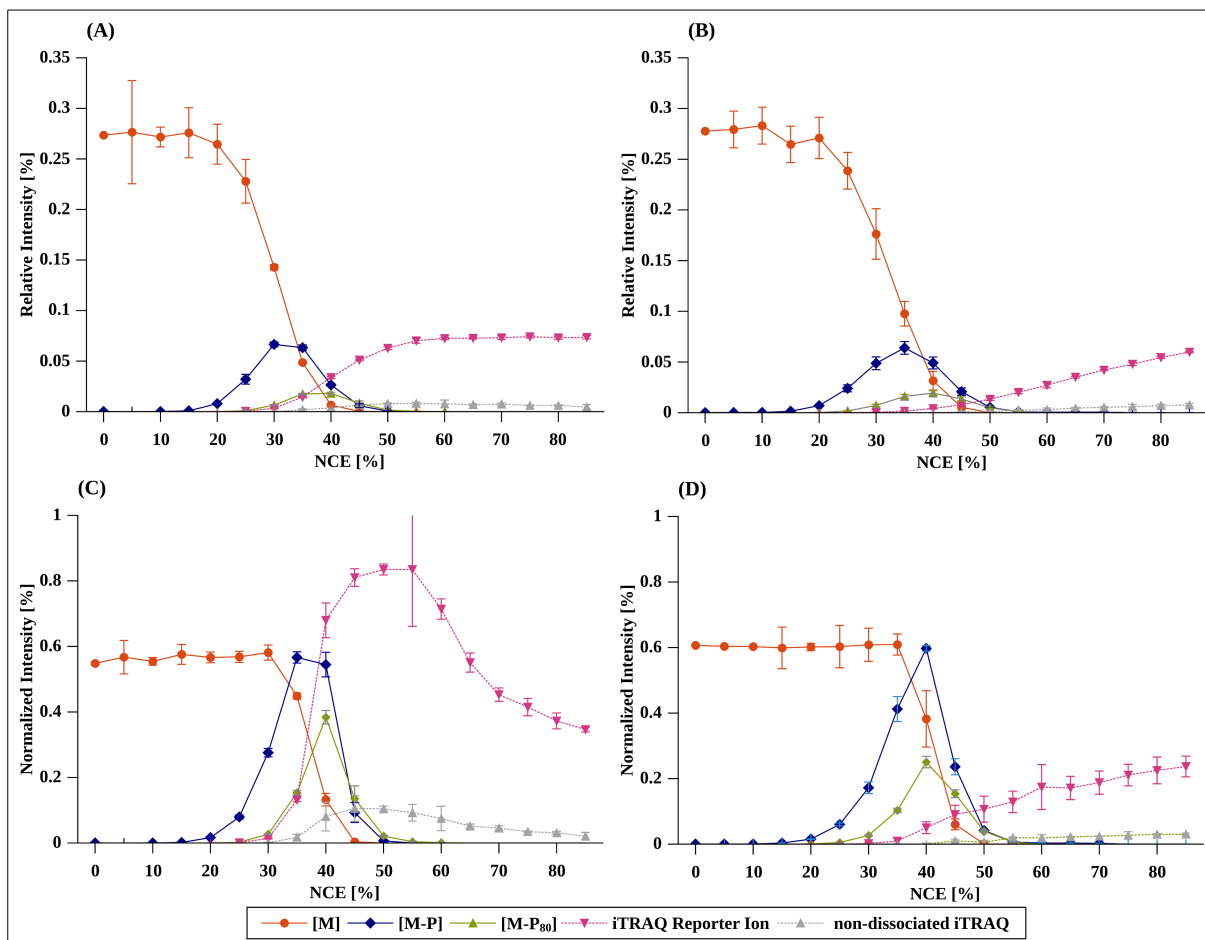 (A)
0.35
0.3
0.25
0.2
0.15
0.1
0.05
0
Relative Intensity [%]
0 10 20 30 40 50 60 70 80
NCE [%]
(B)
0.35
0.3
0.25
0.2
0.15
0.1
0.05
0
Relative Intensity [%]
0 10 20 30 40 50 60 70 80
NCE [%]
(C)
1
0.8
0.6
0.4
0.2
0
Normalized Intensity [%]
0 10 20 30 40 50 60 70 80
NCE [%]
(D)
1
0.8
0.6
0.4
0.2
0
Normalized Intensity [%]
0 10 20 30 40 50 60 70 80
NCE [%]
[M] [M-P] [M-P₈₀] iTRAQ Reporter Ion non-dissociated iTRAQ